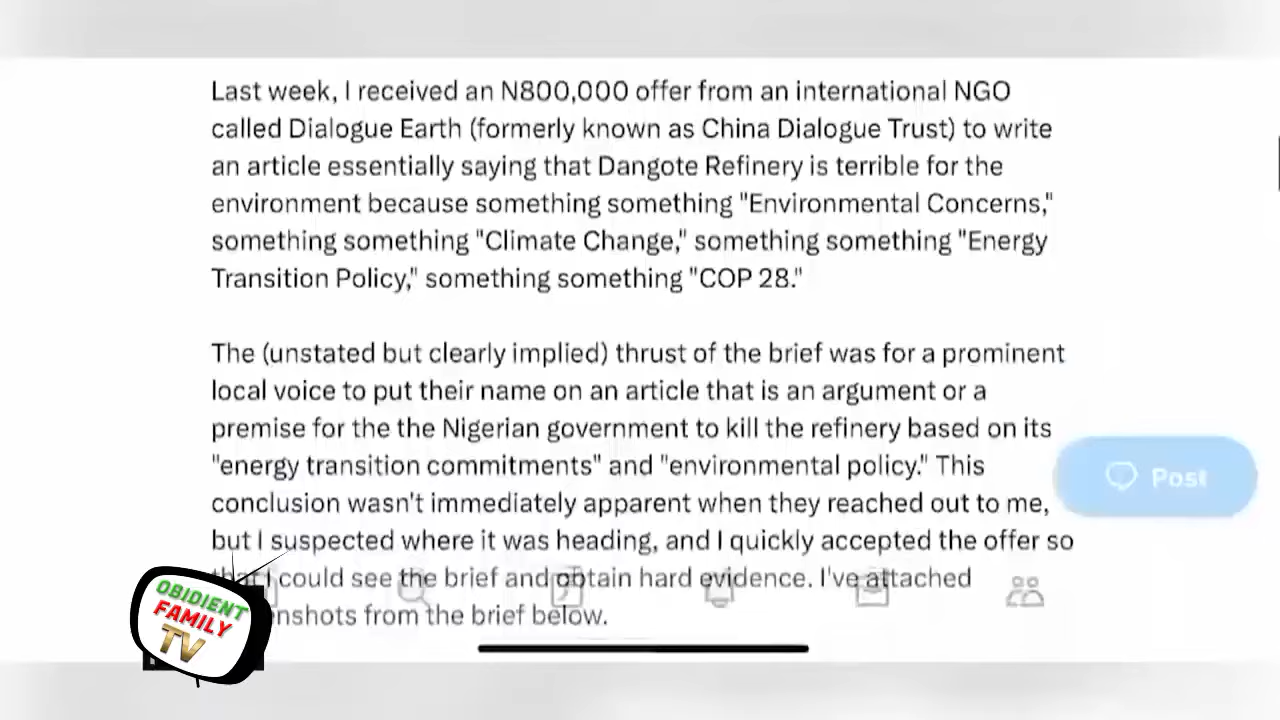 Last week, I received an N800,000 offer from an international NGO
called Dialogue Earth (formerly known as China Dialogue Trust) to write
an article essentially saying that Dangote Refinery is terrible for the
environment because something something "Environmental Concerns,"
something something "Climate Change," something something "Energy
Transition Policy," something something "COP 28."
The (unstated but clearly implied) thrust of the brief was for a prominent
local voice to put their name on an article that is an argument or a
premise for the the Nigerian government to kill the refinery based on its
"energy transition commitments" and "environmental policy." This
conclusion wasn't immediately apparent when they reached out to me,
but I suspected where it was heading, and I quickly accepted the offer so
that I could see the brief and obtain hard evidence. I've attached
nshots from the brief below.
Post
OBIDIENT
FAMILY
TV